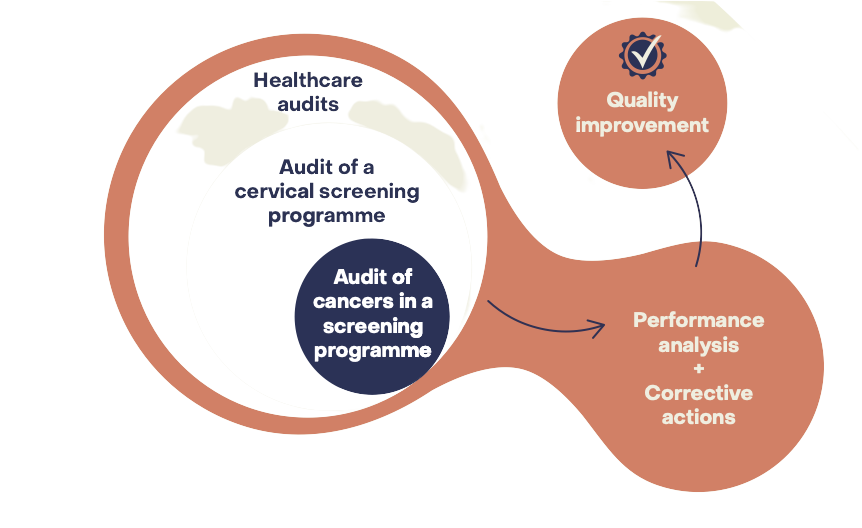 Healthcare
audits
Audit of a
cervical screening
programme
Audit of
cancers in a
screening
programme
Quality
improvement
Performance
analysis
+
Corrective
actions